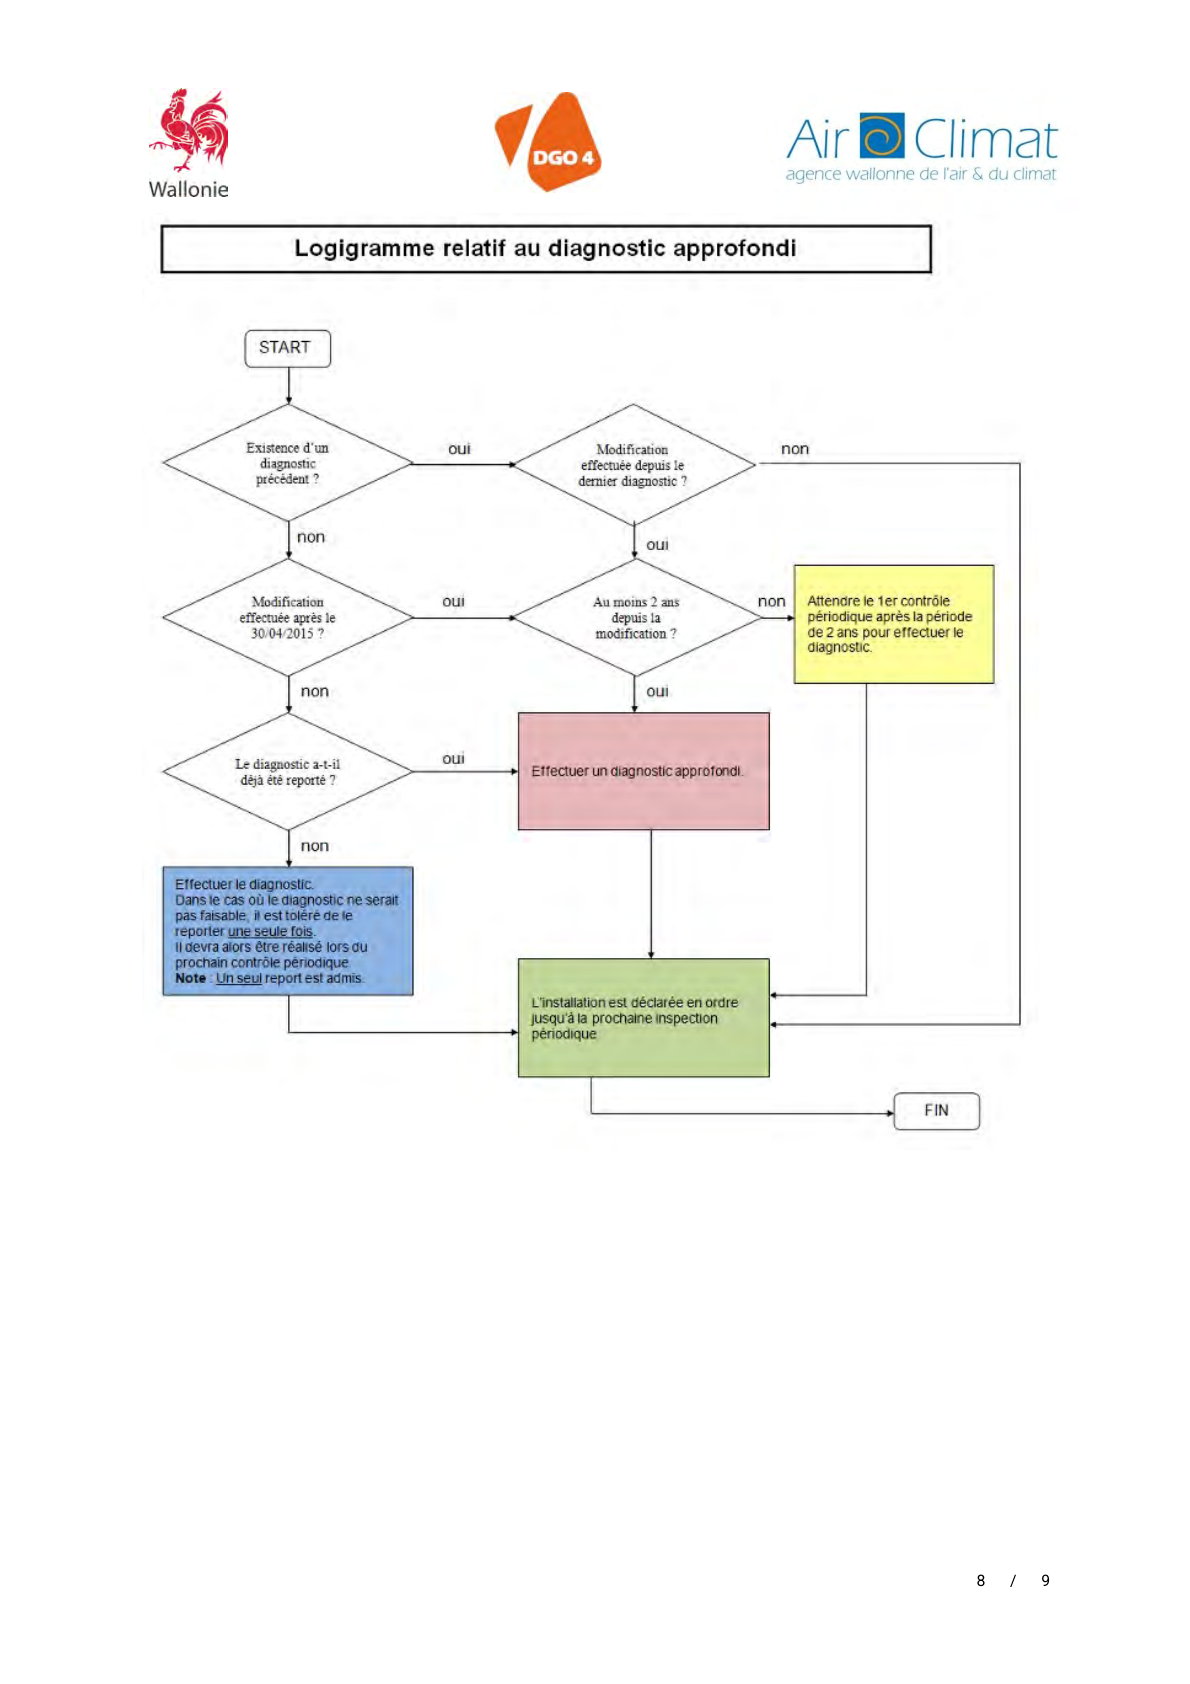 Wallonie
DGO 4
Air Climat
agence wallonne de l'air & du climat
Logigramme relatif au diagnostic approfondi
START
Existence d'un
diagnostic
précédent ?
oui
Modification
effectuée depuis le
dernier diagnostic ?
non
non
oui
Modification
effectuée après le
30/04/2015 ?
oui
Au moins 2 ans
depuis la
modification ?
non
Attendre le 1er contrôle
périodique après la période
de 2 ans pour effectuer le
diagnostic.
non
oui
Le diagnostic a-t-il
déjà été reporté ?
oui
Effectuer un diagnostic approfondi.
non
Effectuer le diagnostic.
Dans le cas où le diagnostic ne serait
pas faisable, il est toléré de le
reporter une seule fois.
Il devra alors être réalisé lors du
prochain contrôle périodique.
Note : Un seul report est admis.
L'installation est déclarée en ordre
jusqu'à la prochaine inspection
périodique
FIN
8 / 9